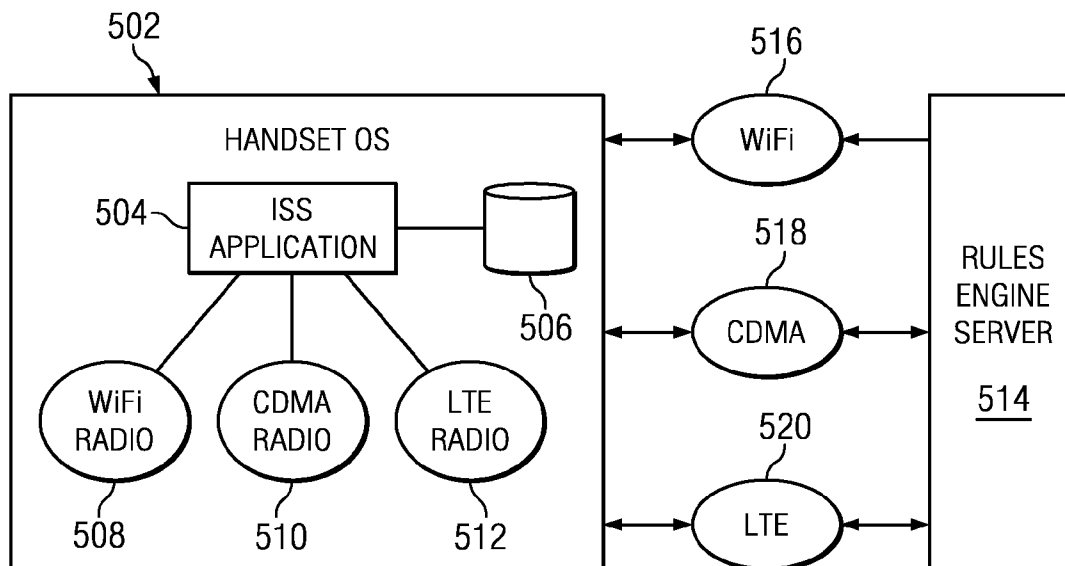 502
516
HANDSET OS
WiFi
504
ISS
APPLICATION
506
518
CDMA
RULES
ENGINE
SERVER
514
WiFi
RADIO
CDMA
RADIO
LTE
RADIO
508
510
512
520
LTE